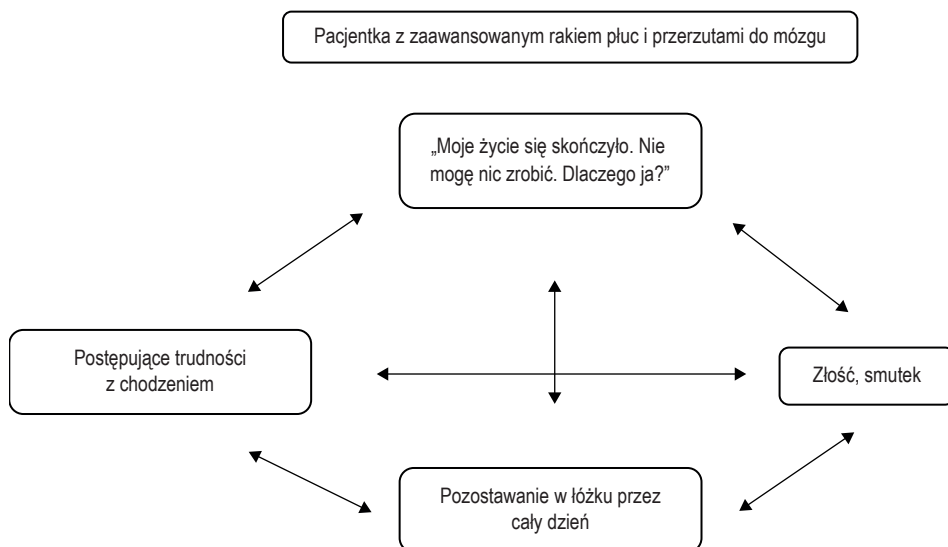 Pacjentka z zaawansowanym rakiem płuc i przerzutami do mózgu
„Moje życie się skończyło. Nie
mogę nic zrobić. Dlaczego ja?”
Postępujące trudności
z chodzeniem
Złość, smutek
Pozostawanie w łóżku przez
cały dzień